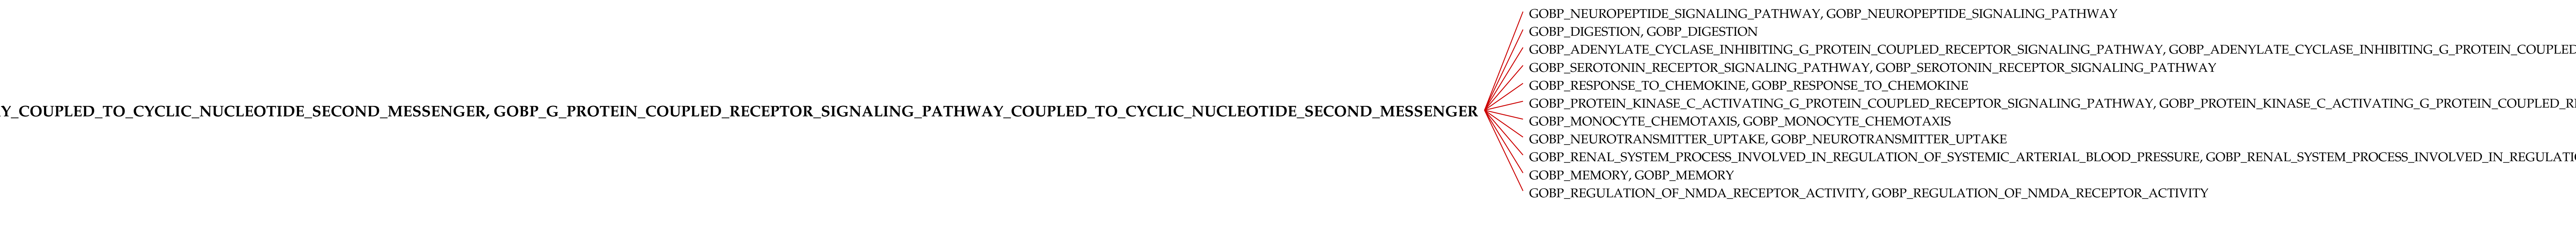 GOBP_NEUROPEPTIDE_SIGNALING_PATHWAY, GOBP_NEUROPEPTIDE_SIGNALING_PATHWAY
GOBP_DIGESTION, GOBP_DIGESTION
GOBP_ADENYLATE_CYCLASE_INHIBITING_G_PROTEIN_COUPLED_RECEPTOR_SIGNALING_PATHWAY, GOBP_ADENYLATE_CYCLASE_INHIBITING_G_PROTEIN_COUPLED
GOBP_SEROTONIN_RECEPTOR_SIGNALING_PATHWAY, GOBP_SEROTONIN_RECEPTOR_SIGNALING_PATHWAY
GOBP_RESPONSE_TO_CHEMOKINE, GOBP_RESPONSE_TO_CHEMOKINE
GOBP_PROTEIN_KINASE_C_ACTIVATING_G_PROTEIN_COUPLED_RECEPTOR_SIGNALING_PATHWAY, GOBP_PROTEIN_KINASE_C_ACTIVATING_G_PROTEIN_COUPLED_R
Y_COUPLED_TO_CYCLIC_NUCLEOTIDE_SECOND_MESSENGER, GOBP_G_PROTEIN_COUPLED_RECEPTOR_SIGNALING_PATHWAY_COUPLED_TO_CYCLIC_NUCLEOTIDE_SECOND_MESSENGER
GOBP_MONOCYTE_CHEMOTAXIS, GOBP_MONOCYTE_CHEMOTAXIS
GOBP_NEUROTRANSMITTER_UPTAKE, GOBP_NEUROTRANSMITTER_UPTAKE
GOBP_RENAL_SYSTEM_PROCESS_INVOLVED_IN_REGULATION_OF_SYSTEMIC_ARTERIAL_BLOOD_PRESSURE, GOBP_RENAL_SYSTEM_PROCESS_INVOLVED_IN_REGULATI
GOBP_MEMORY, GOBP_MEMORY
GOBP_REGULATION_OF_NMDA_RECEPTOR_ACTIVITY, GOBP_REGULATION_OF_NMDA_RECEPTOR_ACTIVITY